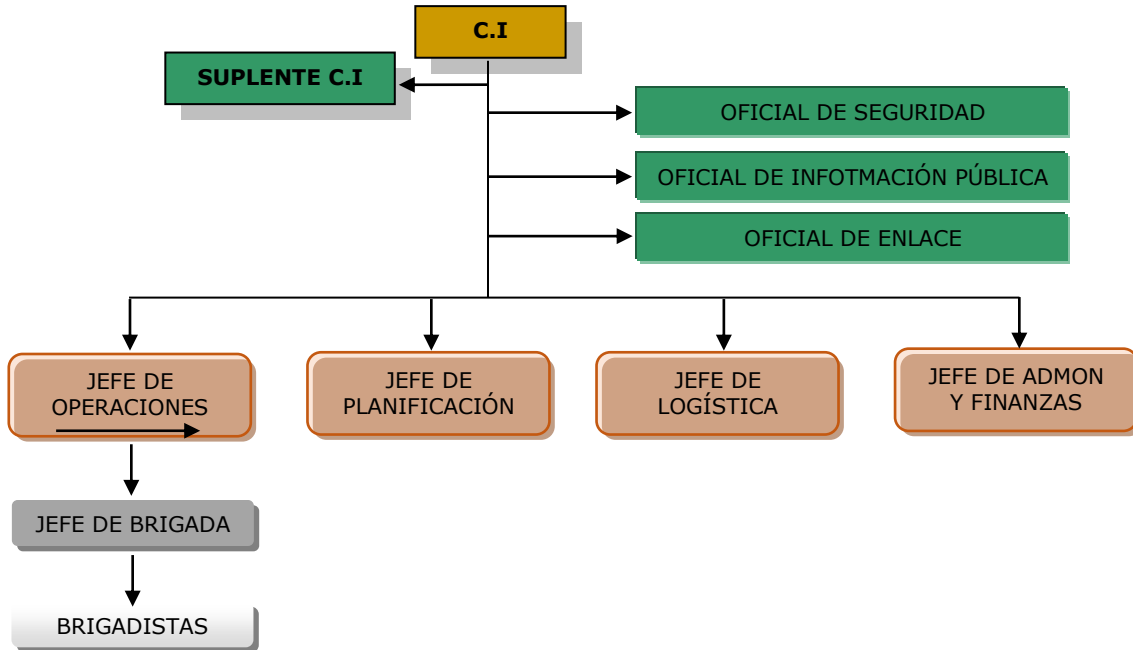 C.I
SUPLENTE C.I
OFICIAL DE SEGURIDAD
OFICIAL DE INFOTMACIÓN PÚBLICA
OFICIAL DE ENLACE
JEFE DE
OPERACIONES
JEFE DE
PLANIFICACIÓN
JEFE DE
LOGÍSTICA
JEFE DE ADMON
Y FINANZAS
JEFE DE BRIGADA
BRIGADISTAS